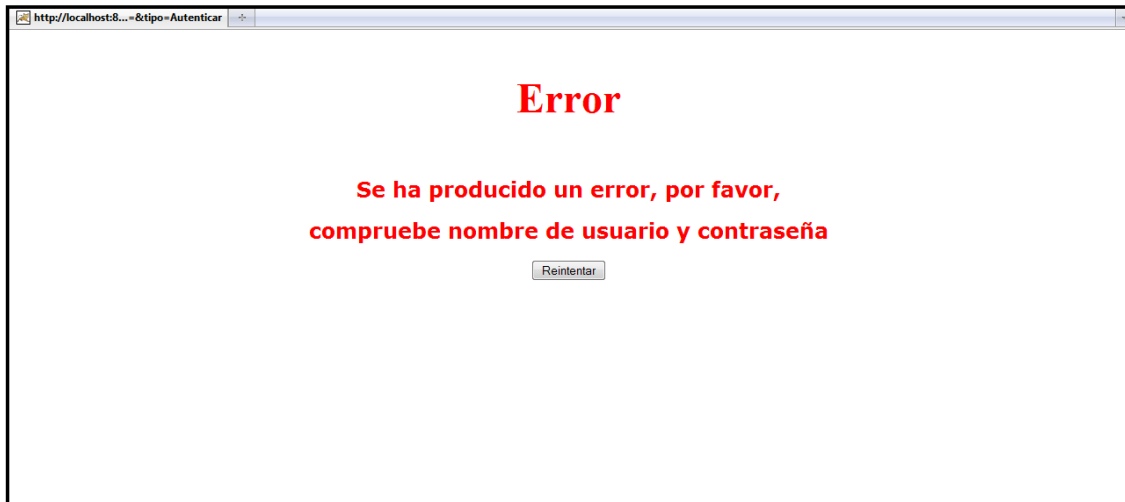 http://localhost:8...=&tipo=Autenticar
Error
Se ha producido un error, por favor,
compruebe nombre de usuario y contraseña
Reintentar